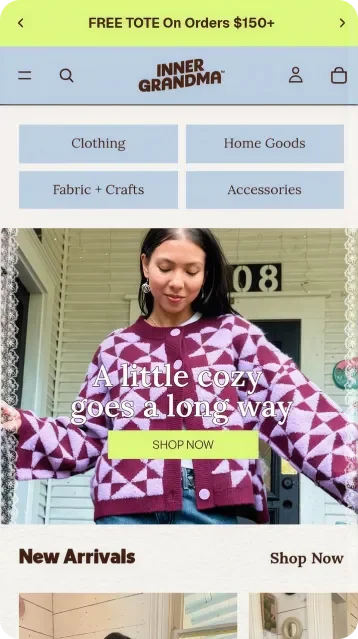 FREE TOTE On Orders $150+
INNER
GRANDMA™
Clothing
Home Goods
Fabric + Crafts
Accessories
08
A little cozy
goes a long way
SHOP NOW
New Arrivals
Shop Now